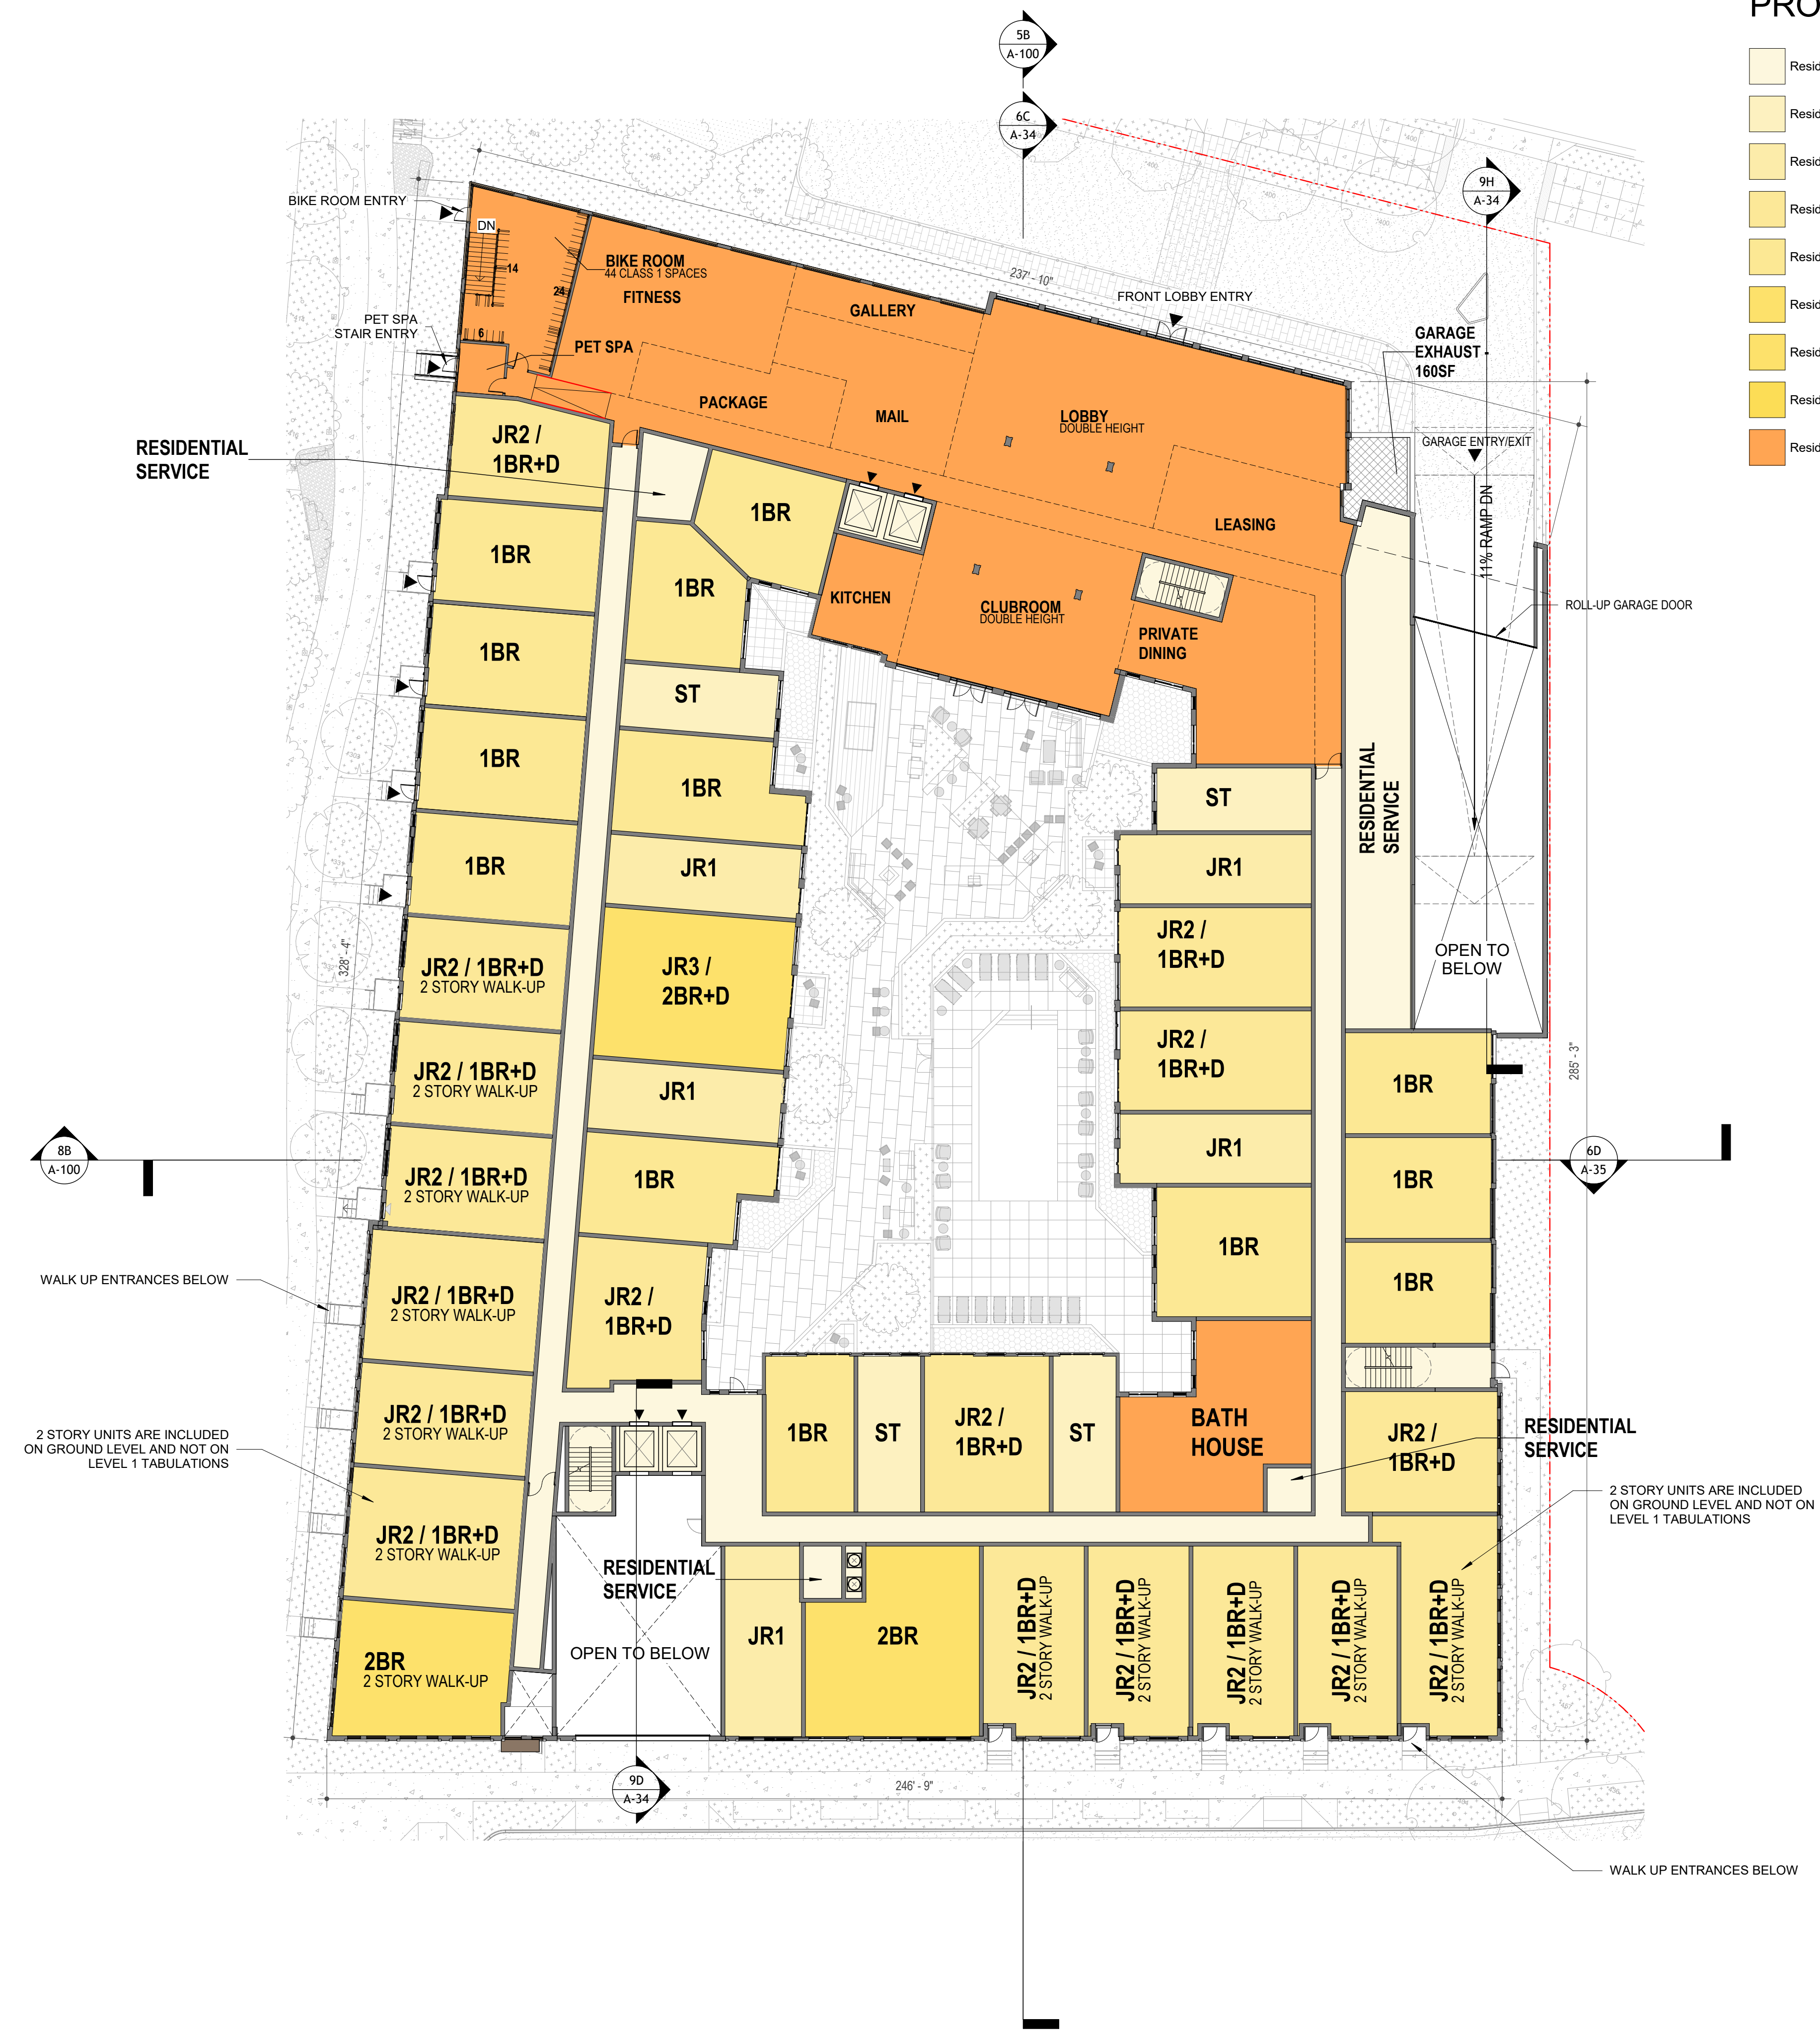 PRO
Resid
Resid
Resid
Resid
Resid
Resid
Resid
Resid
Resid
5B
A-100
6C
A-34
9H
A-34
BIKE ROOM ENTRY
DN
14
24
6
BIKE ROOM
44 CLASS 1 SPACES
FITNESS
237' - 10"
FRONT LOBBY ENTRY
GALLERY
PET SPA
STAIR ENTRY
PET SPA
GARAGE
EXHAUST -
160SF
PACKAGE
MAIL
LOBBY
DOUBLE HEIGHT
GARAGE ENTRY/EXIT
RESIDENTIAL
SERVICE
JR2 /
1BR+D
1BR
LEASING
11% RAMP DN
1BR
1BR
KITCHEN
CLUBROOM
DOUBLE HEIGHT
ROLL-UP GARAGE DOOR
PRIVATE
DINING
1BR
ST
1BR
1BR
ST
RESIDENTIAL
SERVICE
1BR
JR1
JR1
328' - 4"
JR2 / 1BR+D
2 STORY WALK-UP
JR3 /
2BR+D
JR2 /
1BR+D
OPEN TO
BELOW
JR2 / 1BR+D
2 STORY WALK-UP
JR1
JR2 /
1BR+D
1BR
285' - 3"
8B
A-100
JR2 / 1BR+D
2 STORY WALK-UP
1BR
JR1
1BR
6D
A-35
WALK UP ENTRANCES BELOW
JR2 / 1BR+D
2 STORY WALK-UP
JR2 /
1BR+D
1BR
1BR
2 STORY UNITS ARE INCLUDED
ON GROUND LEVEL AND NOT ON
LEVEL 1 TABULATIONS
JR2 / 1BR+D
2 STORY WALK-UP
1BR
ST
JR2 /
1BR+D
ST
BATH
HOUSE
JR2 /
1BR+D
RESIDENTIAL
SERVICE
2 STORY UNITS ARE INCLUDED
ON GROUND LEVEL AND NOT ON
LEVEL 1 TABULATIONS
JR2 / 1BR+D
2 STORY WALK-UP
RESIDENTIAL
SERVICE
OPEN TO BELOW
JR1
2BR
JR2 / 1BR+D
2 STORY WALK-UP
JR2 / 1BR+D
2 STORY WALK-UP
JR2 / 1BR+D
2 STORY WALK-UP
JR2 / 1BR+D
2 STORY WALK-UP
JR2 / 1BR+D
2 STORY WALK-UP
2BR
2 STORY WALK-UP
9D
A-34
246' - 9"
WALK UP ENTRANCES BELOW